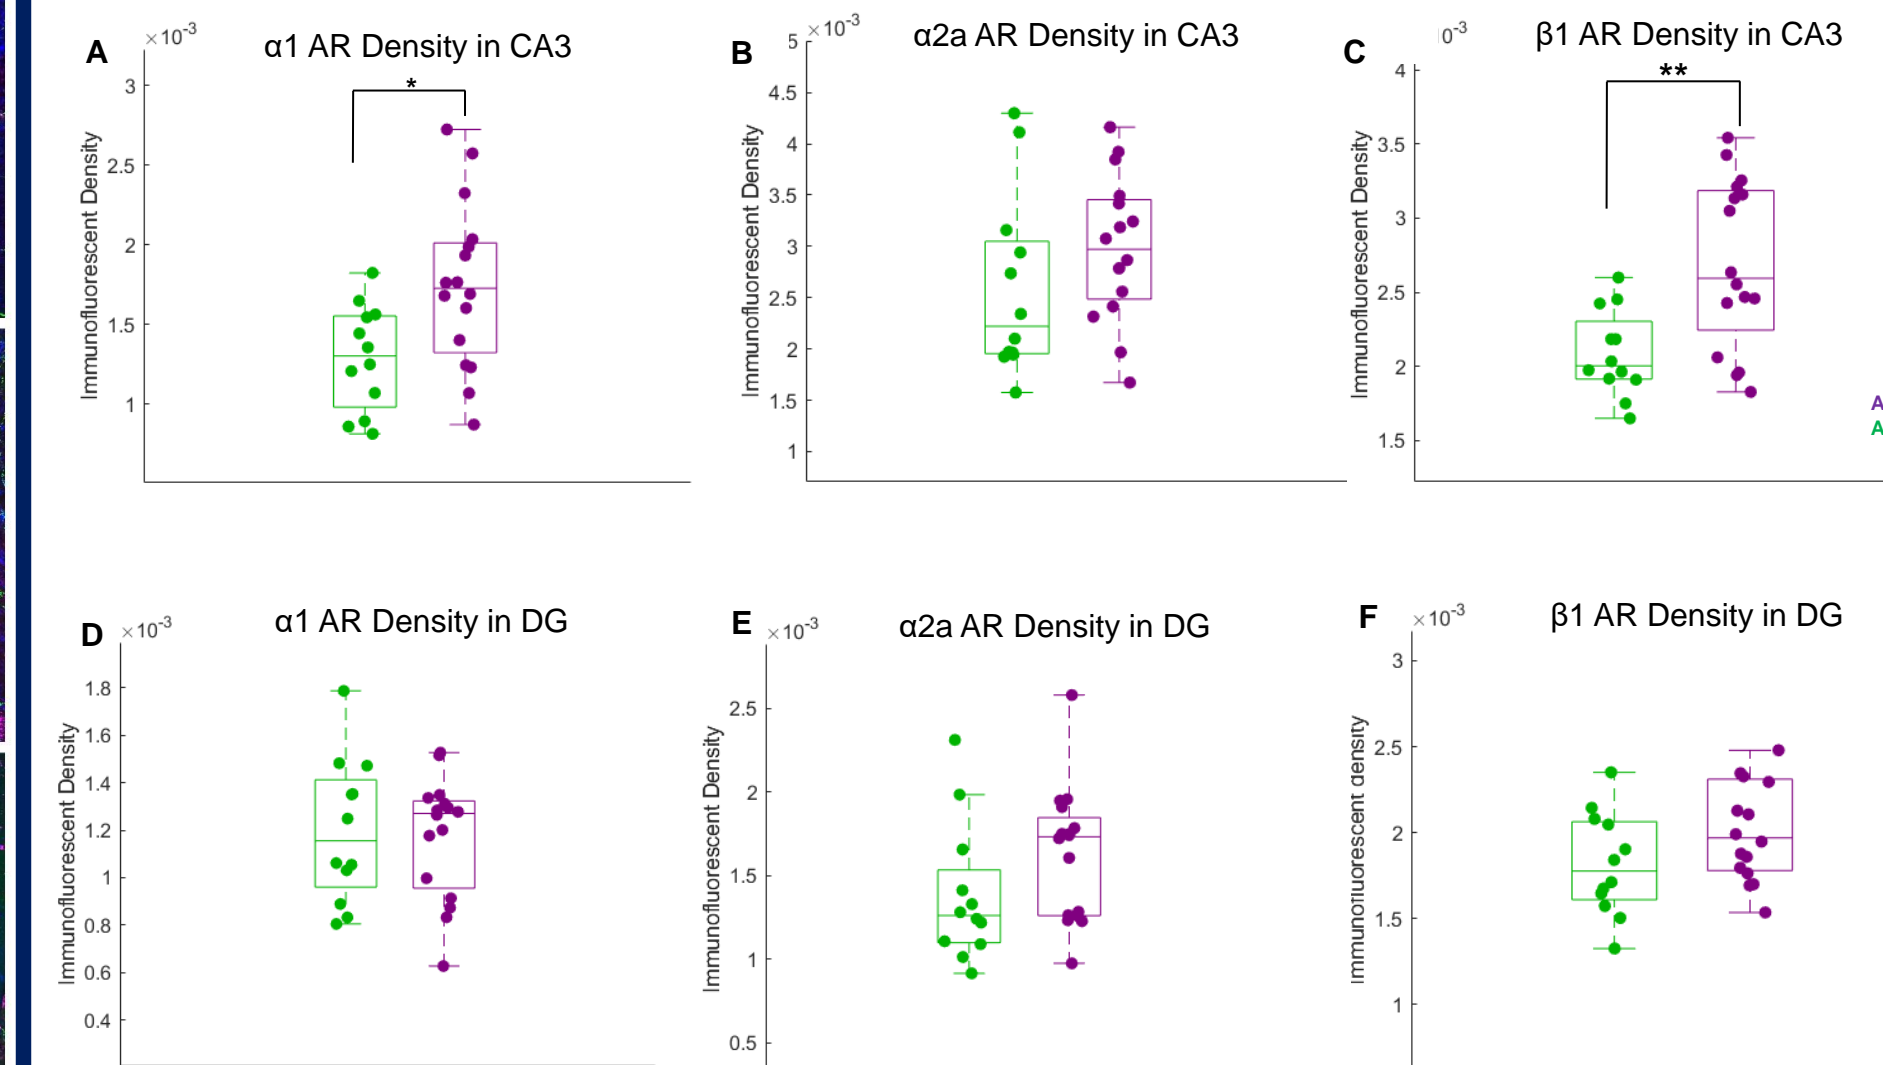 A
×10⁻³
α1 AR Density in CA3
*
3
2.5
2
1.5
1
Immunofluorescent Density
B
×10⁻³
α2a AR Density in CA3
5
4.5
4
3.5
3
2.5
2
1.5
1
Immunofluorescent Density
C
0⁻³
β1 AR Density in CA3
**
4
3.5
3
2.5
2
1.5
Immunofluorescent Density
A
A
D
×10⁻³
α1 AR Density in DG
1.8
1.6
1.4
1.2
1
0.8
0.6
0.4
Immunofluorescent Density
E
×10⁻³
α2a AR Density in DG
2.5
2
1.5
1
0.5
Immunofluorescent Density
F
×10⁻³
β1 AR Density in DG
3
2.5
2
1.5
1
Immunofluorescent density